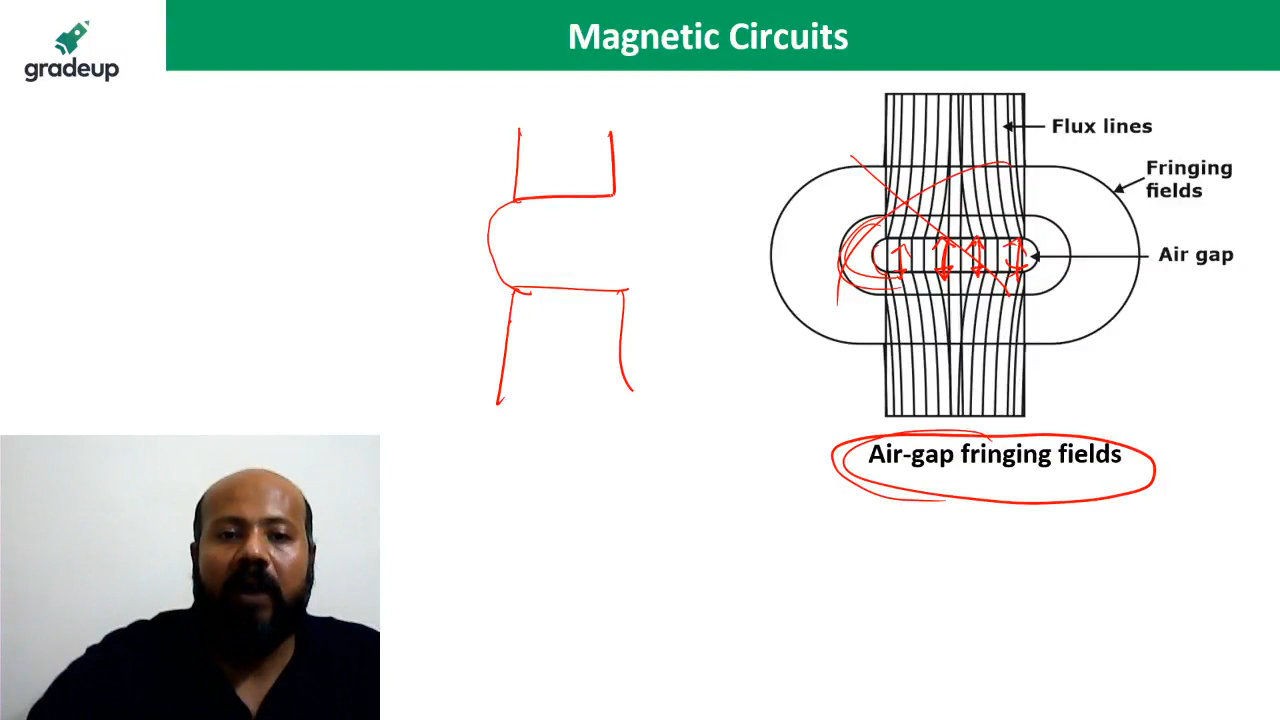 gradeup
Magnetic Circuits
Flux lines
Fringing
fields
Air gap
Air-gap fringing fields